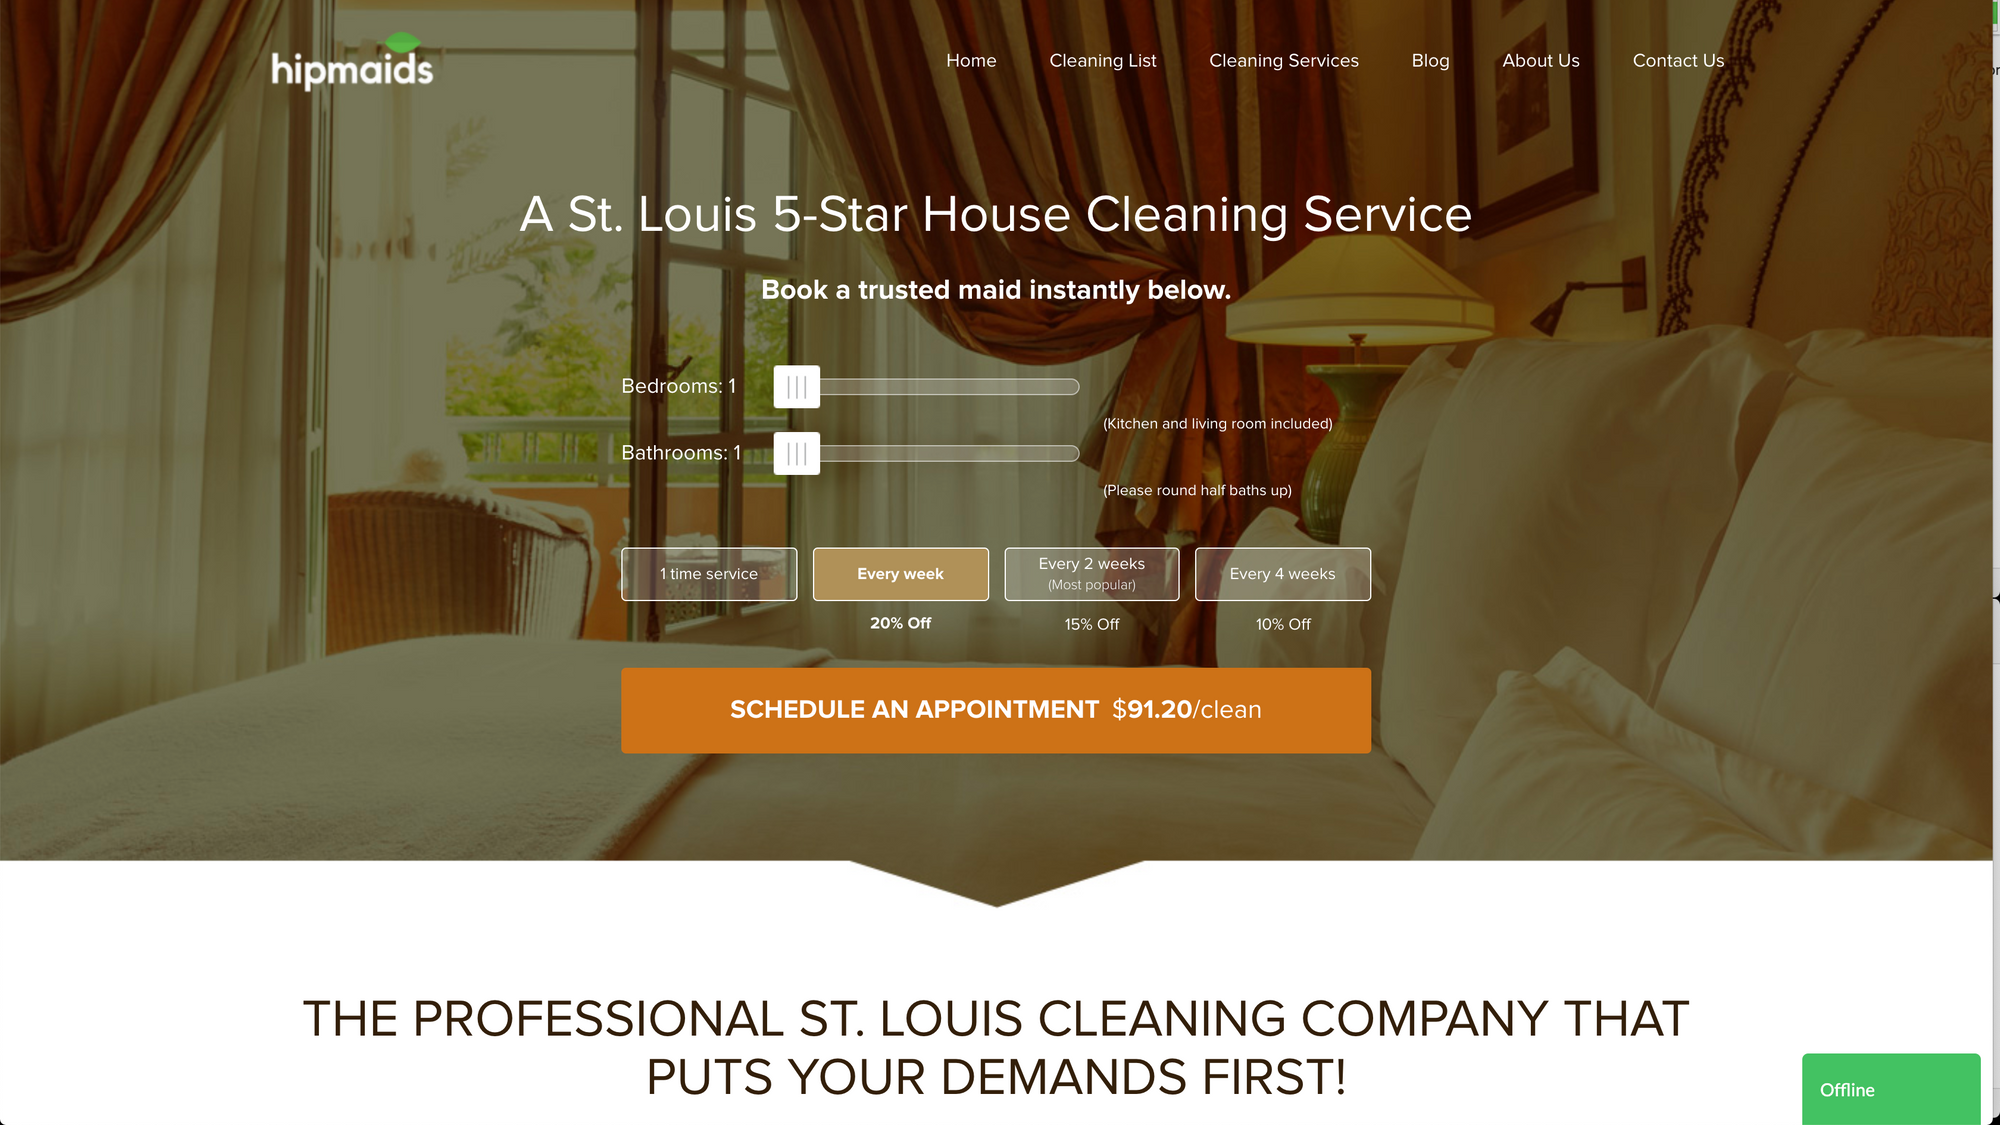 hipmaids
Home Cleaning List Cleaning Services Blog About Us Contact Us
A St. Louis 5-Star House Cleaning Service
Book a trusted maid instantly below.
Bedrooms: 1
(Kitchen and living room included)
Bathrooms: 1
(Please round half baths up)
1 time service
Every week
20% Off
Every 2 weeks
(Most popular)
15% Off
Every 4 weeks
10% Off
SCHEDULE AN APPOINTMENT $91.20/clean
THE PROFESSIONAL ST. LOUIS CLEANING COMPANY THAT
PUTS YOUR DEMANDS FIRST!
Offline